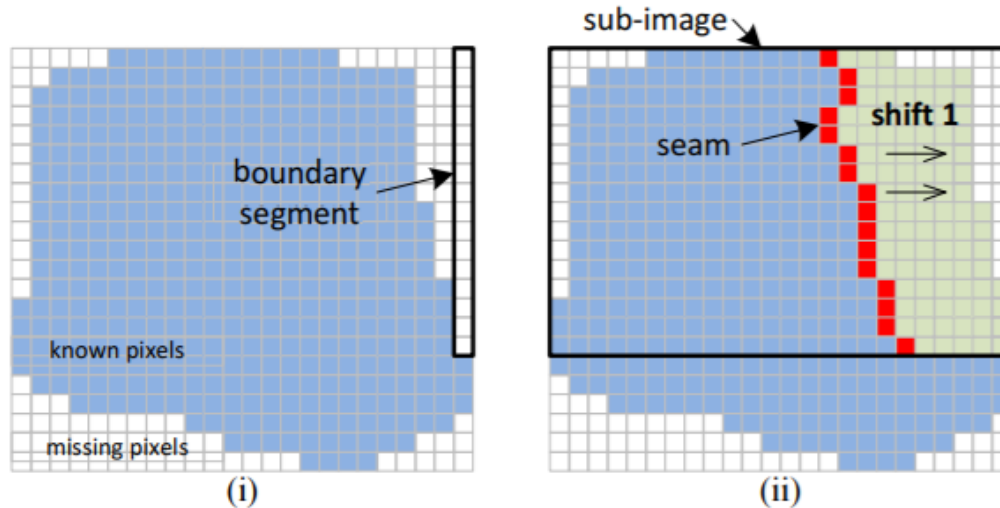 sub-image
shift 1
seam
boundary
segment
known pixels
missing pixels
(i)
(ii)